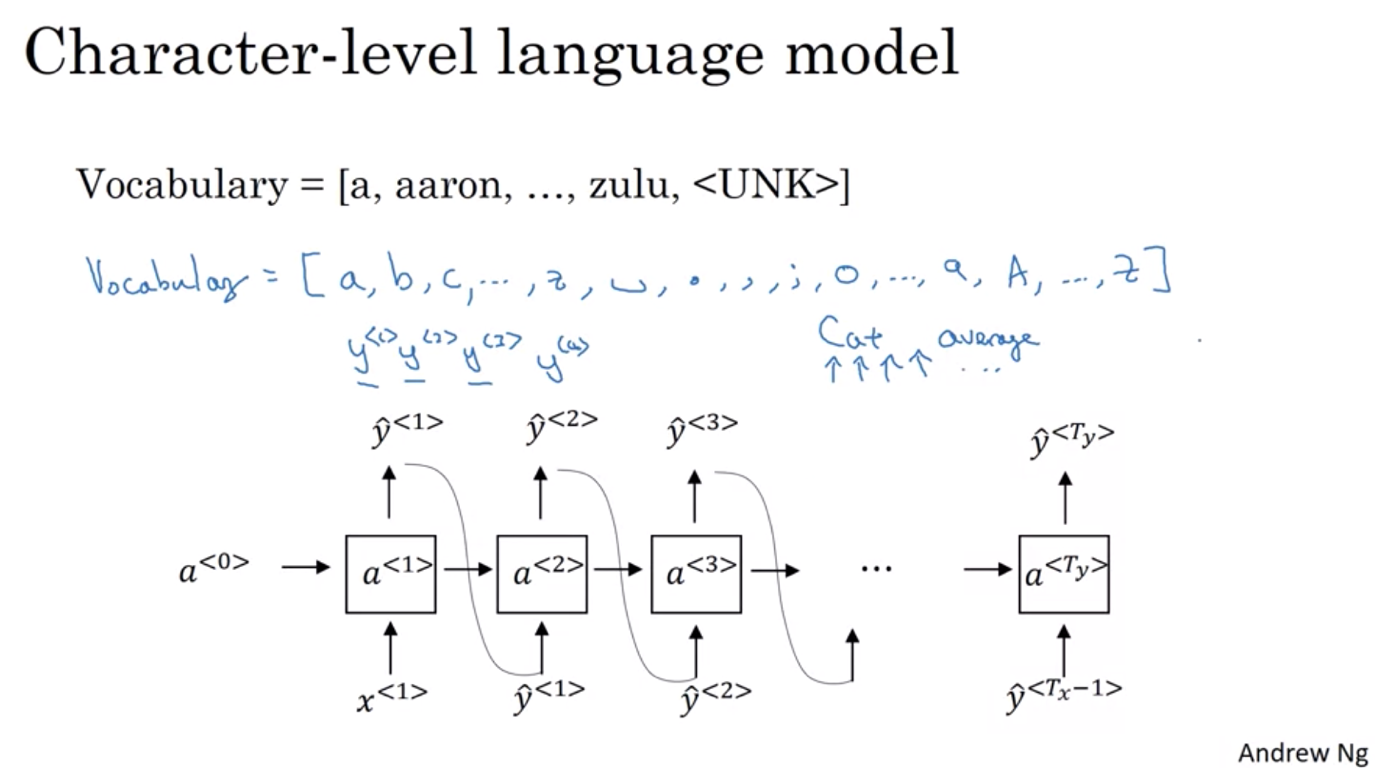 Character-level language model
Vocabulary = [a, aaron, ..., zulu, <UNK>]
Vocabulary = [a, b, c, ..., z, ␣, ., ,, ;, 0, ..., 9, A, ..., Z]
y<1> y<2> y<3> y<4> Cat average
↑↑↑↑ ...
ŷ<1> ŷ<2> ŷ<3> ŷ<Ty>
a<0> a<1> a<2> a<3> ... a<Ty>
x<1> ŷ<1> ŷ<2> ŷ<Tx−1>
Andrew Ng